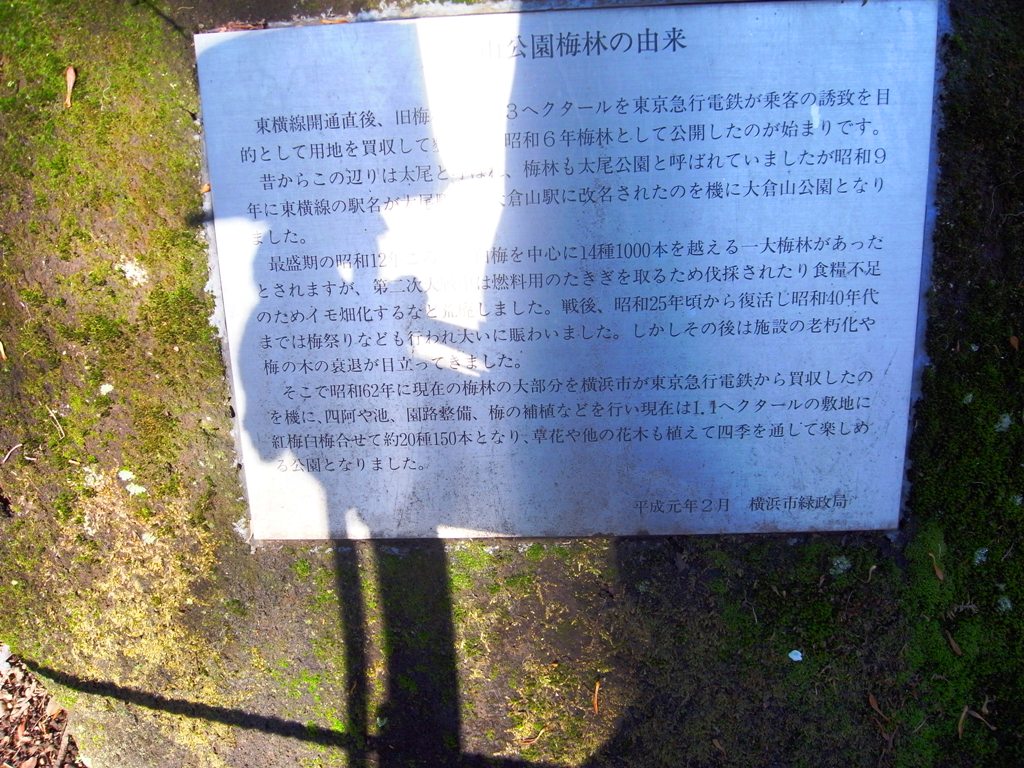 山公園梅林の由来
東横線開通直後、旧梅 3ヘクタールを東京急行電鉄が乗客の誘致を目
的として用地を買収して 昭和6年梅林として公開したのが始まりです。
昔からこの辺りは太尾と 、梅林も太尾公園と呼ばれていましたが昭和9
年に東横線の駅名が太尾 倉山駅に改名されたのを機に大倉山公園となり
ました。
最盛期の昭和12年 梅を中心に14種1000本を越える一大梅林があった
とされますが、第二次大 は燃料用のたきぎを取るため伐採されたり食糧不足
のためイモ畑化するなど荒廃しました。戦後、昭和25年頃から復活し昭和40年代
までは梅祭りなども行われ大いに賑わいました。しかしその後は施設の老朽化や
梅の木の衰退が目立ってきました。
そこで昭和62年に現在の梅林の大部分を横浜市が東京急行電鉄から買収したの
を機に、四阿や池、園路整備、梅の補植などを行い現在は1.1ヘクタールの敷地に
紅梅白梅合せて約20種150本となり、草花や他の花木も植えて四季を通して楽しめ
る公園となりました。
平成元年2月 横浜市緑政局